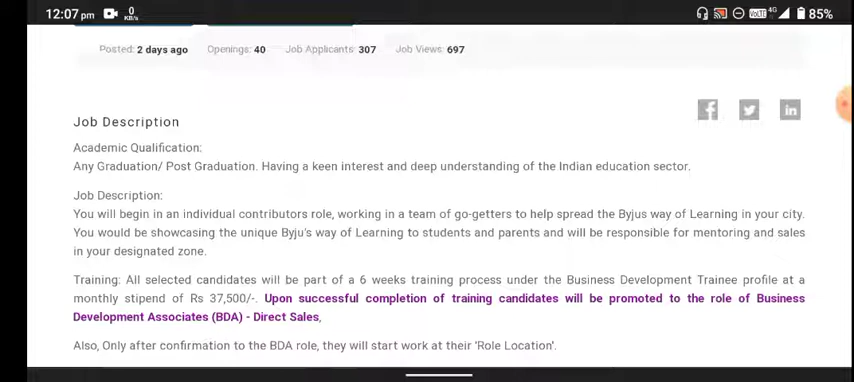 12:07 pm 0 KB/s VoLTE 4G 85%
Posted: 2 days ago Openings: 40 Job Applicants: 307 Job Views: 697
Job Description
Academic Qualification:
Any Graduation/ Post Graduation. Having a keen interest and deep understanding of the Indian education sector.
Job Description:
You will begin in an individual contributors role, working in a team of go-getters to help spread the Byjus way of Learning in your city.
You would be showcasing the unique Byju's way of Learning to students and parents and will be responsible for mentoring and sales
in your designated zone.
Training: All selected candidates will be part of a 6 weeks training process under the Business Development Trainee profile at a
monthly stipend of Rs 37,500/-. Upon successful completion of training candidates will be promoted to the role of Business
Development Associates (BDA) - Direct Sales,
Also, Only after confirmation to the BDA role, they will start work at their 'Role Location'.